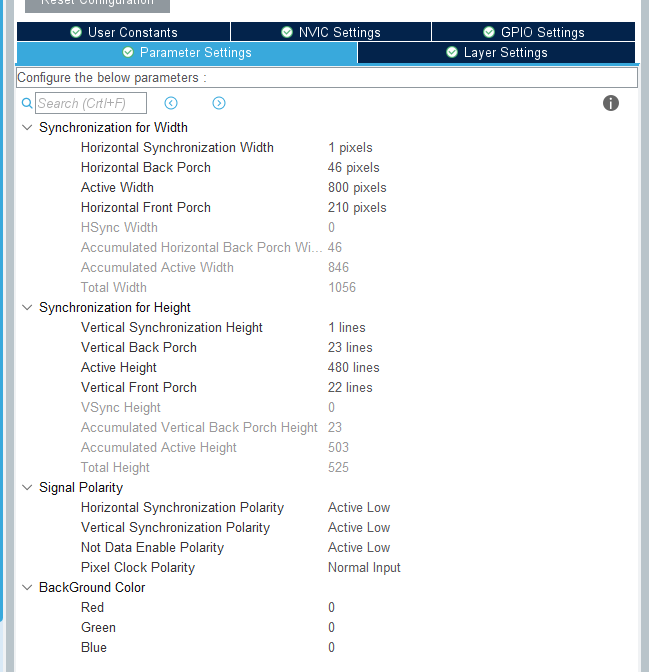 Reset Configuration
User Constants
NVIC Settings
GPIO Settings
Parameter Settings
Layer Settings
Configure the below parameters :
Search (Crtl+F)
Synchronization for Width
Horizontal Synchronization Width 1 pixels
Horizontal Back Porch 46 pixels
Active Width 800 pixels
Horizontal Front Porch 210 pixels
HSync Width 0
Accumulated Horizontal Back Porch Wi... 46
Accumulated Active Width 846
Total Width 1056
Synchronization for Height
Vertical Synchronization Height 1 lines
Vertical Back Porch 23 lines
Active Height 480 lines
Vertical Front Porch 22 lines
VSync Height 0
Accumulated Vertical Back Porch Height 23
Accumulated Active Height 503
Total Height 525
Signal Polarity
Horizontal Synchronization Polarity Active Low
Vertical Synchronization Polarity Active Low
Not Data Enable Polarity Active Low
Pixel Clock Polarity Normal Input
BackGround Color
Red 0
Green 0
Blue 0